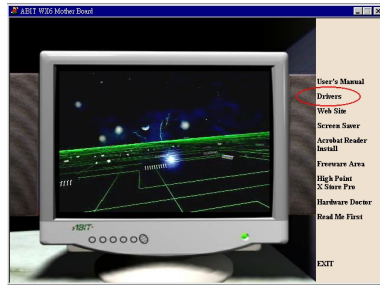 ABIT WX6 Mother Board
User's Manual
Drivers
Web Site
Screen Saver
Acrobat Reader
Install
Freeware Area
High Point
X Store Pro
Hardware Doctor
Read Me First
ABIT
EXIT